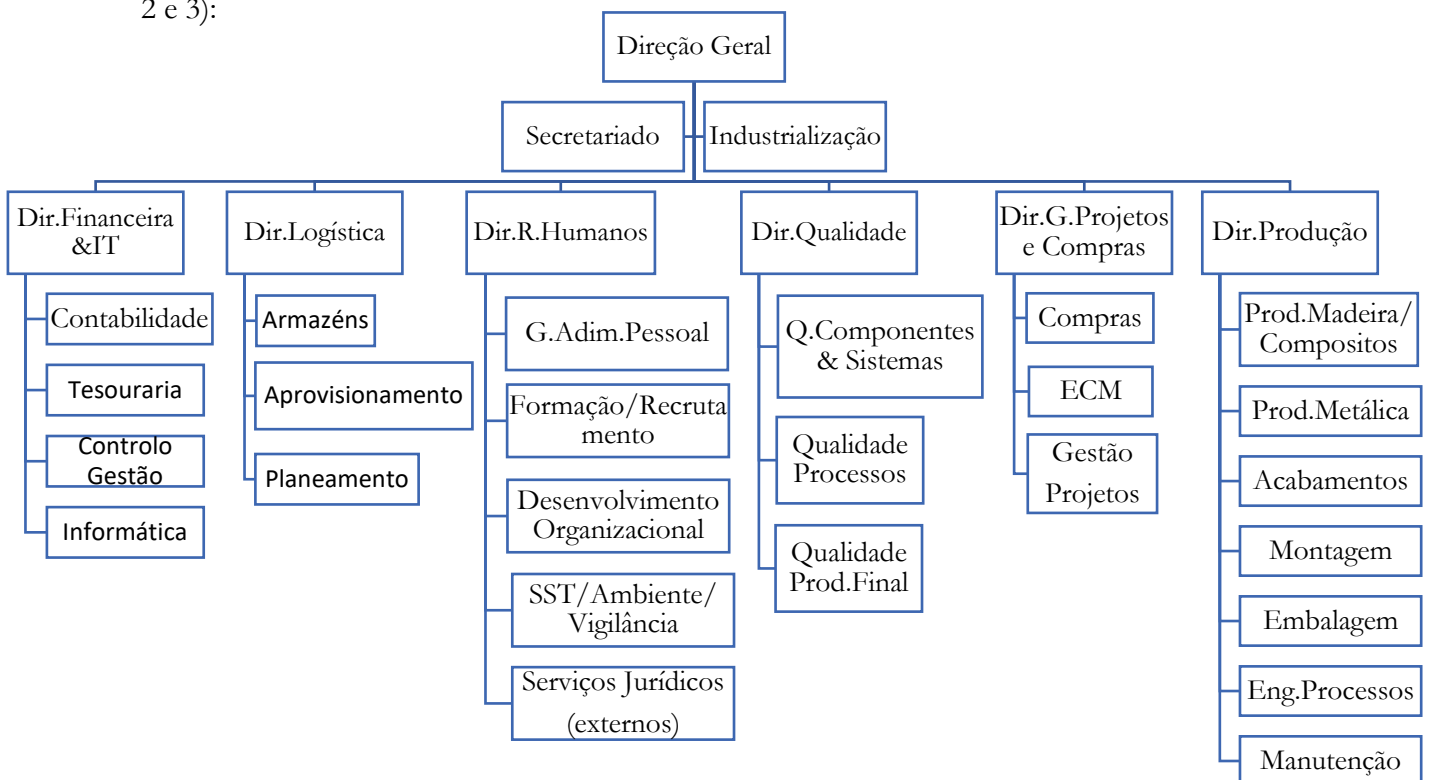 2 e 3):
Direção Geral
Secretariado
Industrialização
Dir.Financeira
&IT
Dir.Logística
Dir.R.Humanos
Dir.Qualidade
Dir.G.Projetos
e Compras
Dir.Produção
Contabilidade
Tesouraria
Controlo
Gestão
Informática
Armazéns
Aprovisionamento
Planeamento
G.Adim.Pessoal
Formação/Recruta
mento
Desenvolvimento
Organizacional
SST/Ambiente/
Vigilância
Serviços Jurídicos
(externos)
Q.Componentes
& Sistemas
Qualidade
Processos
Qualidade
Prod.Final
Compras
ECM
Gestão
Projetos
Prod.Madeira/
Compositos
Prod.Metálica
Acabamentos
Montagem
Embalagem
Eng.Processos
Manutenção